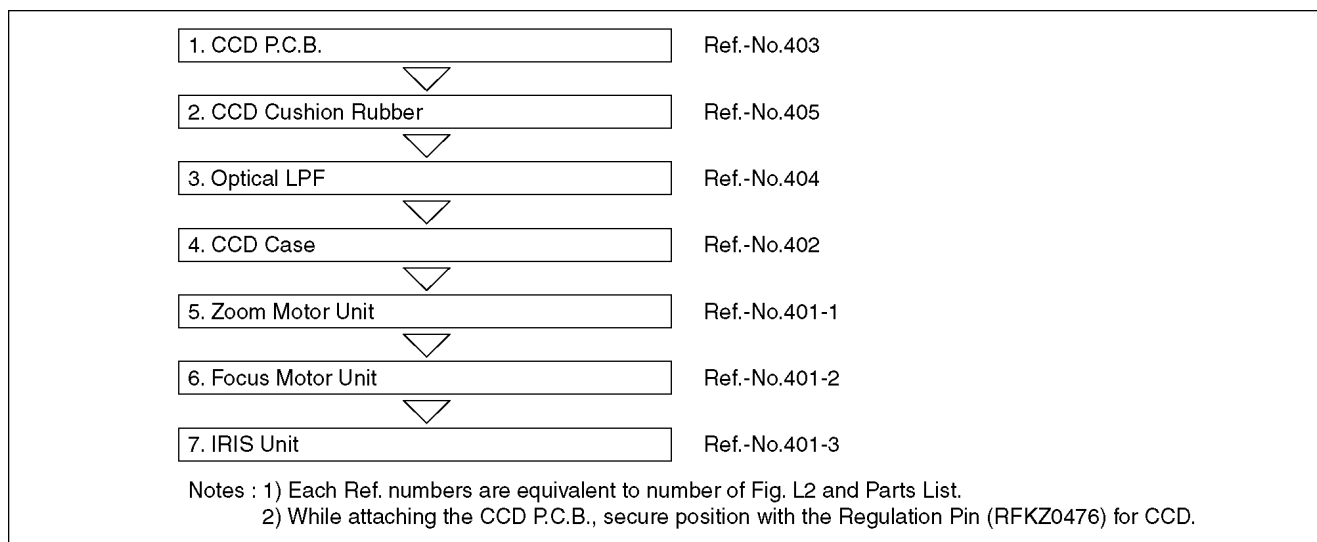 1. CCD P.C.B. Ref.-No.403
2. CCD Cushion Rubber Ref.-No.405
3. Optical LPF Ref.-No.404
4. CCD Case Ref.-No.402
5. Zoom Motor Unit Ref.-No.401-1
6. Focus Motor Unit Ref.-No.401-2
7. IRIS Unit Ref.-No.401-3
Notes : 1) Each Ref. numbers are equivalent to number of Fig. L2 and Parts List.
2) While attaching the CCD P.C.B., secure position with the Regulation Pin (RFKZ0476) for CCD.